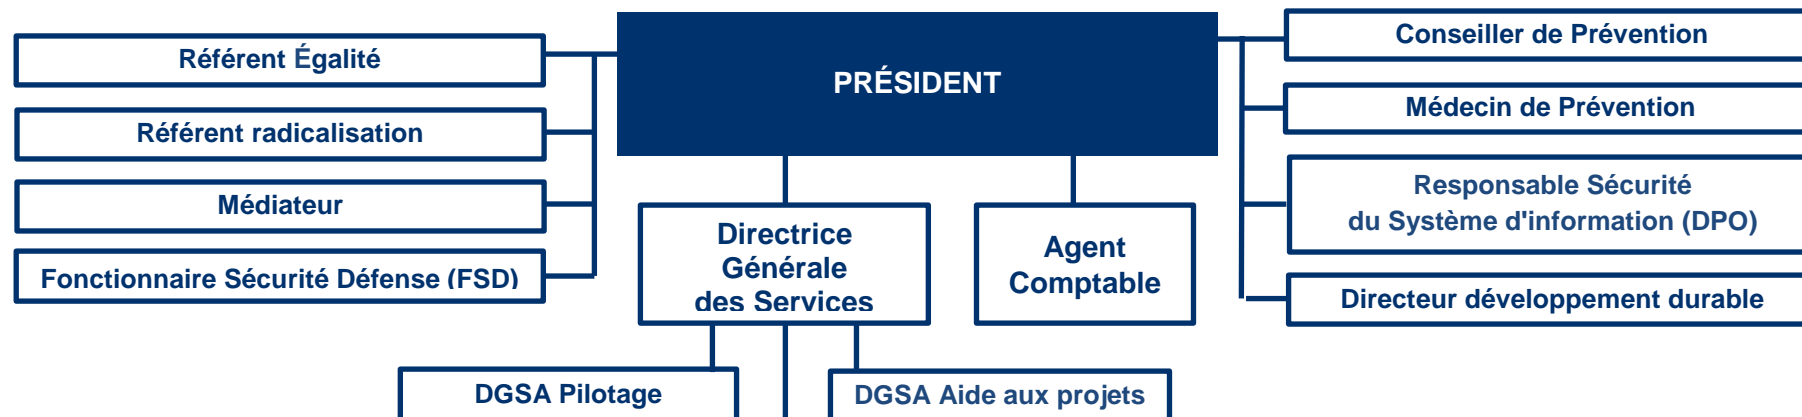 Référent Égalité
Référent radicalisation
Médiateur
Fonctionnaire Sécurité Défense (FSD)
PRÉSIDENT
Directrice
Générale
des Services
Agent
Comptable
Conseiller de Prévention
Médecin de Prévention
Responsable Sécurité
du Système d'information (DPO)
Directeur développement durable
DGSA Pilotage
DGSA Aide aux projets